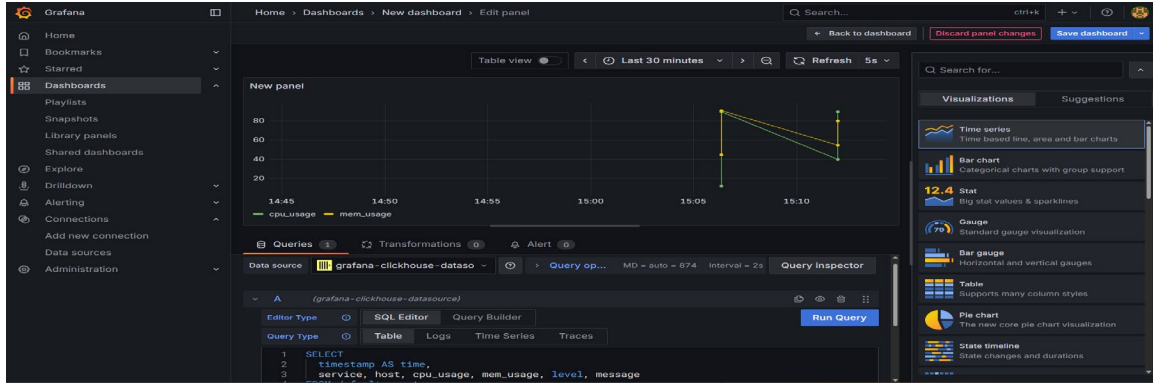 Grafana
Home › Dashboards › New dashboard › Edit panel
Search...
ctrl+k
Home
Bookmarks
Starred
Dashboards
Playlists
Snapshots
Library panels
Shared dashboards
Explore
Drilldown
Alerting
Connections
Add new connection
Data sources
Administration
← Back to dashboard
Discard panel changes
Save dashboard
Table view
Last 30 minutes
Refresh 5s
New panel
80
60
40
20
14:45 14:50 14:55 15:00 15:05 15:10
cpu_usage mem_usage
Queries 1 Transformations 0 Alert 0
Data source grafana-clickhouse-dataso Query op... MD = auto = 874 Interval = 2s Query inspector
A (grafana-clickhouse-datasource)
Editor Type SQL Editor Query Builder Run Query
Query Type Table Logs Time Series Traces
1 SELECT
2 timestamp AS time,
3 service, host, cpu_usage, mem_usage, level, message
Search for...
Visualizations Suggestions
Time series
Time based line, area and bar charts
Bar chart
Categorical charts with group support
12.4 Stat
Big stat values & sparklines
79 Gauge
Standard gauge visualization
Bar gauge
Horizontal and vertical gauges
Table
Supports many column styles
Pie chart
The new core pie chart visualization
State timeline
State changes and durations